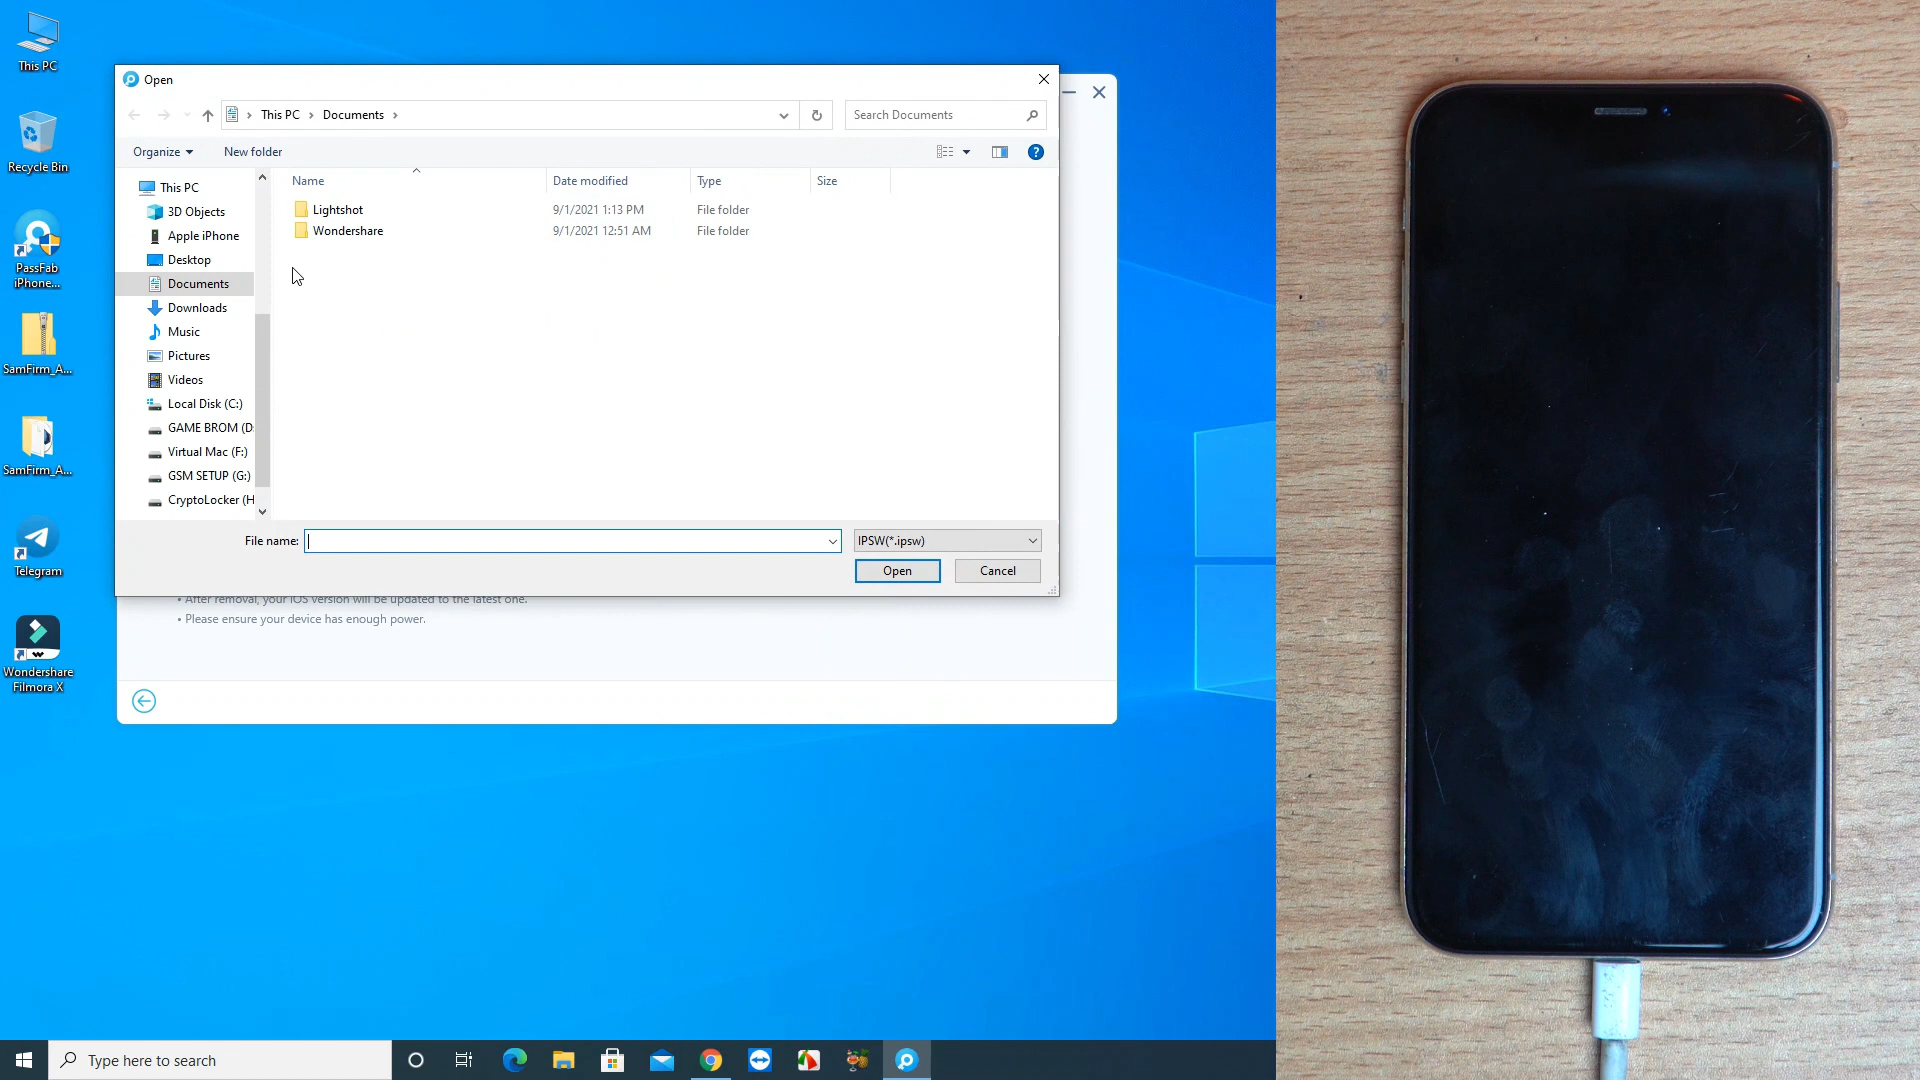 This PC
Recycle Bin
PassFab
iPhone...
SamFirm_A...
SamFirm_A...
Telegram
Wondershare
Filmora X
Open
This PC > Documents >
Search Documents
Organize
New folder
Name
Date modified
Type
Size
Lightshot
9/1/2021 1:13 PM
File folder
Wondershare
9/1/2021 12:51 AM
File folder
This PC
3D Objects
Apple iPhone
Desktop
Documents
Downloads
Music
Pictures
Videos
Local Disk (C:)
GAME BROM (D:
Virtual Mac (F:)
GSM SETUP (G:)
CryptoLocker (H
File name:
IPSW(*.ipsw)
Open
Cancel
• After removal, your iOS version will be updated to the latest one.
• Please ensure your device has enough power.
Type here to search